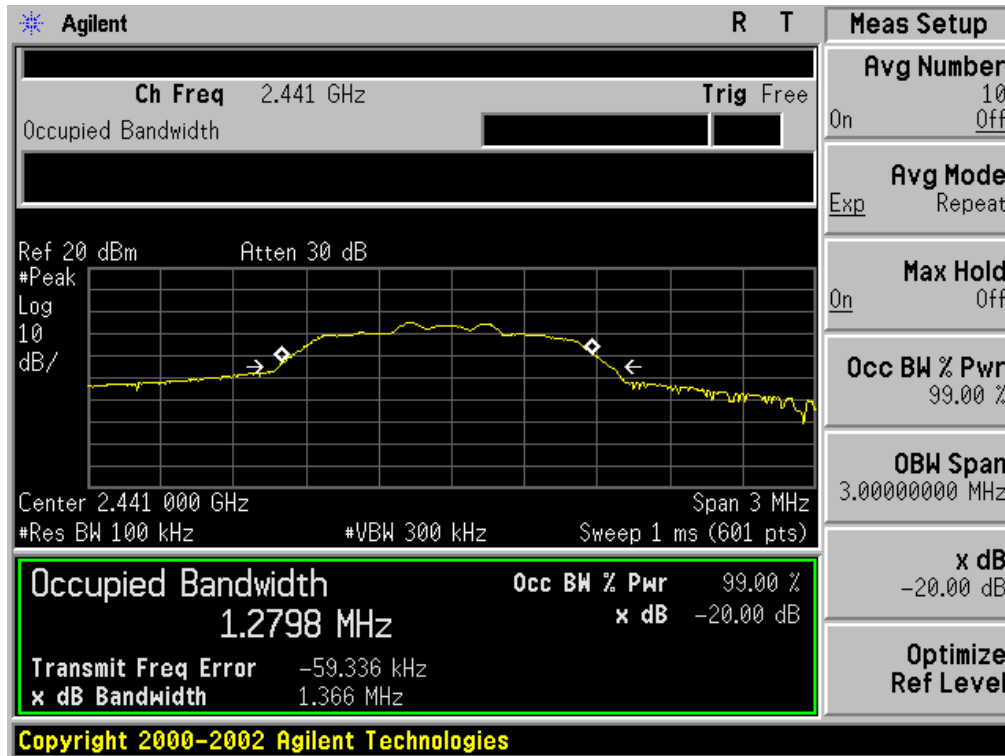 Agilent R T
Ch Freq 2.441 GHz Trig Free
Occupied Bandwidth
Ref 20 dBm Atten 30 dB
#Peak
Log
10
dB/
Center 2.441 000 GHz Span 3 MHz
#Res BW 100 kHz #VBW 300 kHz Sweep 1 ms (601 pts)
Occupied Bandwidth Occ BW % Pwr 99.00 %
1.2798 MHz x dB -20.00 dB
Transmit Freq Error -59.336 kHz
x dB Bandwidth 1.366 MHz
Copyright 2000-2002 Agilent Technologies
Meas Setup
Avg Number
10
On Off
Avg Mode
Exp Repeat
Max Hold
On Off
Occ BW % Pwr
99.00 %
OBW Span
3.00000000 MHz
x dB
-20.00 dB
Optimize
Ref Level